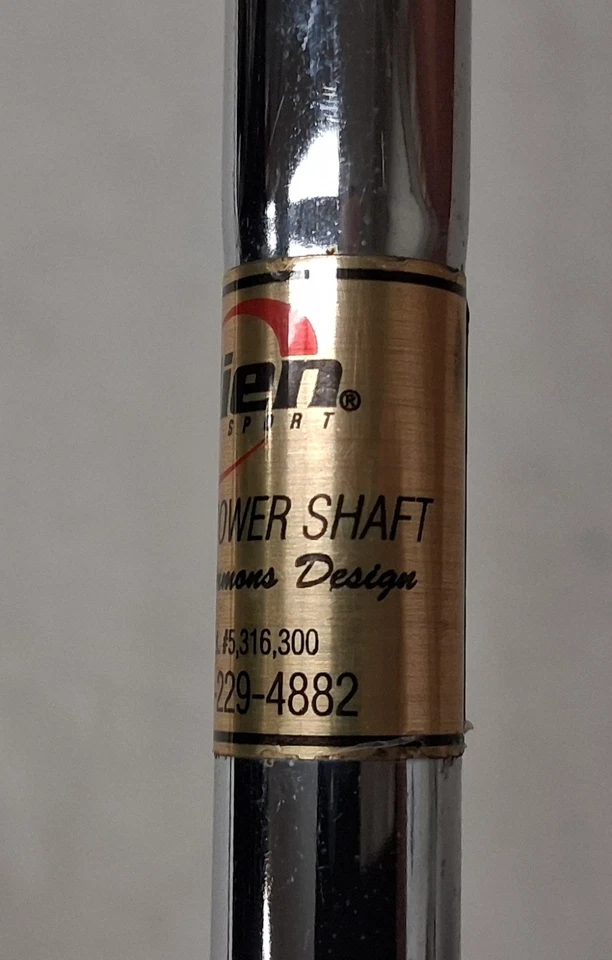 ien®
SPORT
OWER SHAFT
mons Design
. #5,316,300
-229-4882